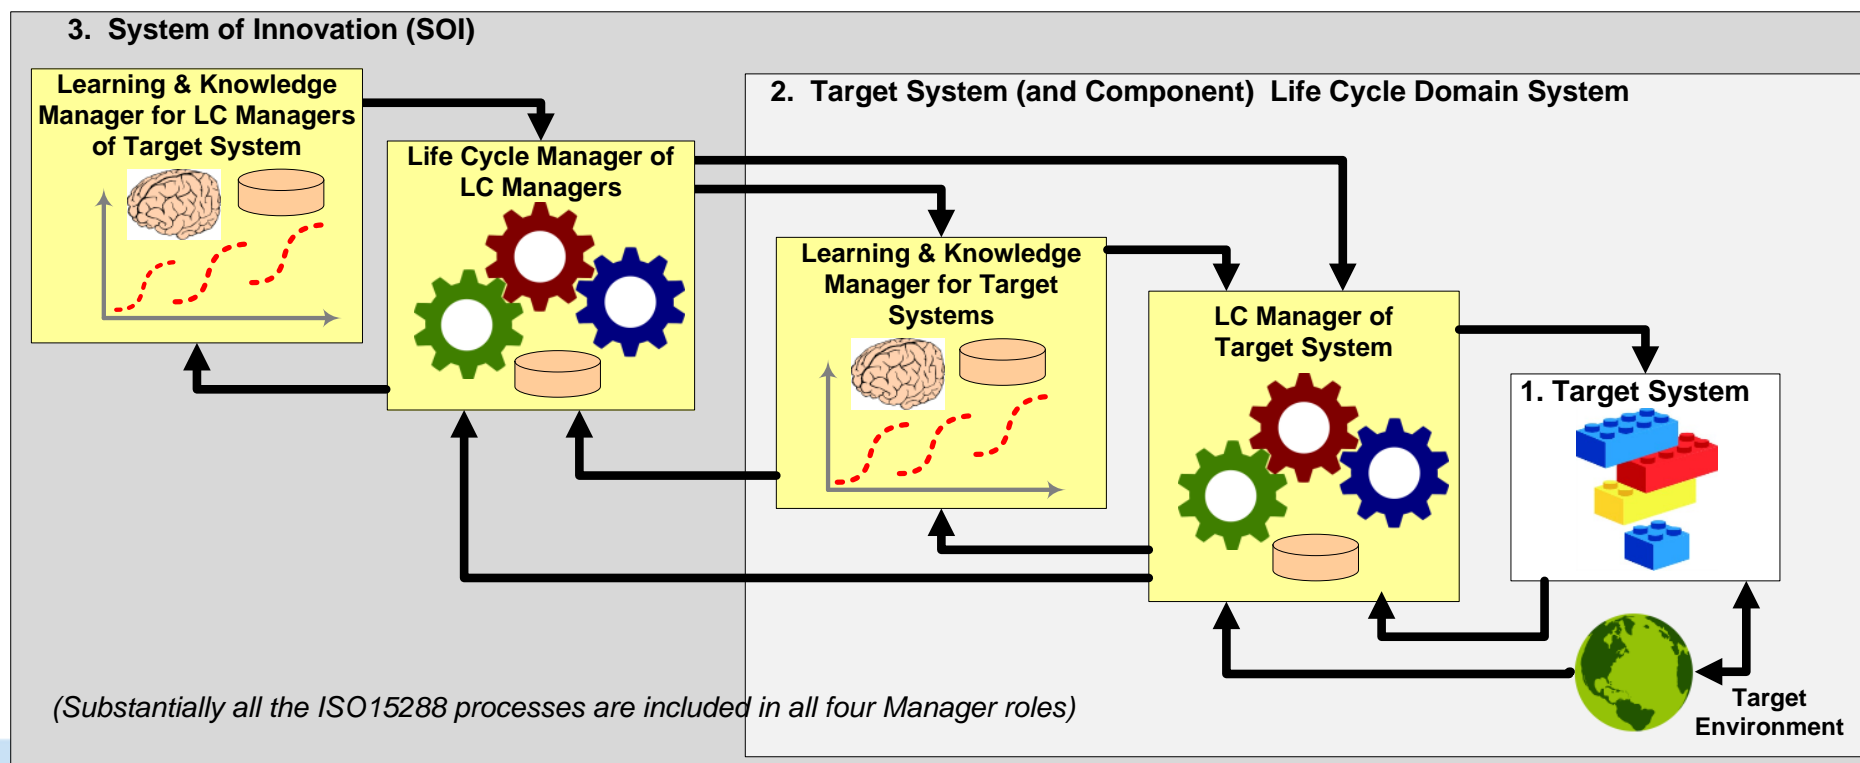 3.  System of Innovation (SOI)
Learning & Knowledge
Manager for LC Managers
of Target System
2.  Target System (and Component)  Life Cycle Domain System
Life Cycle Manager of
LC Managers
Learning & Knowledge
Manager for Target
Systems
LC Manager of
Target System
1. Target System
(Substantially all the ISO15288 processes are included in all four Manager roles)
Target
Environment